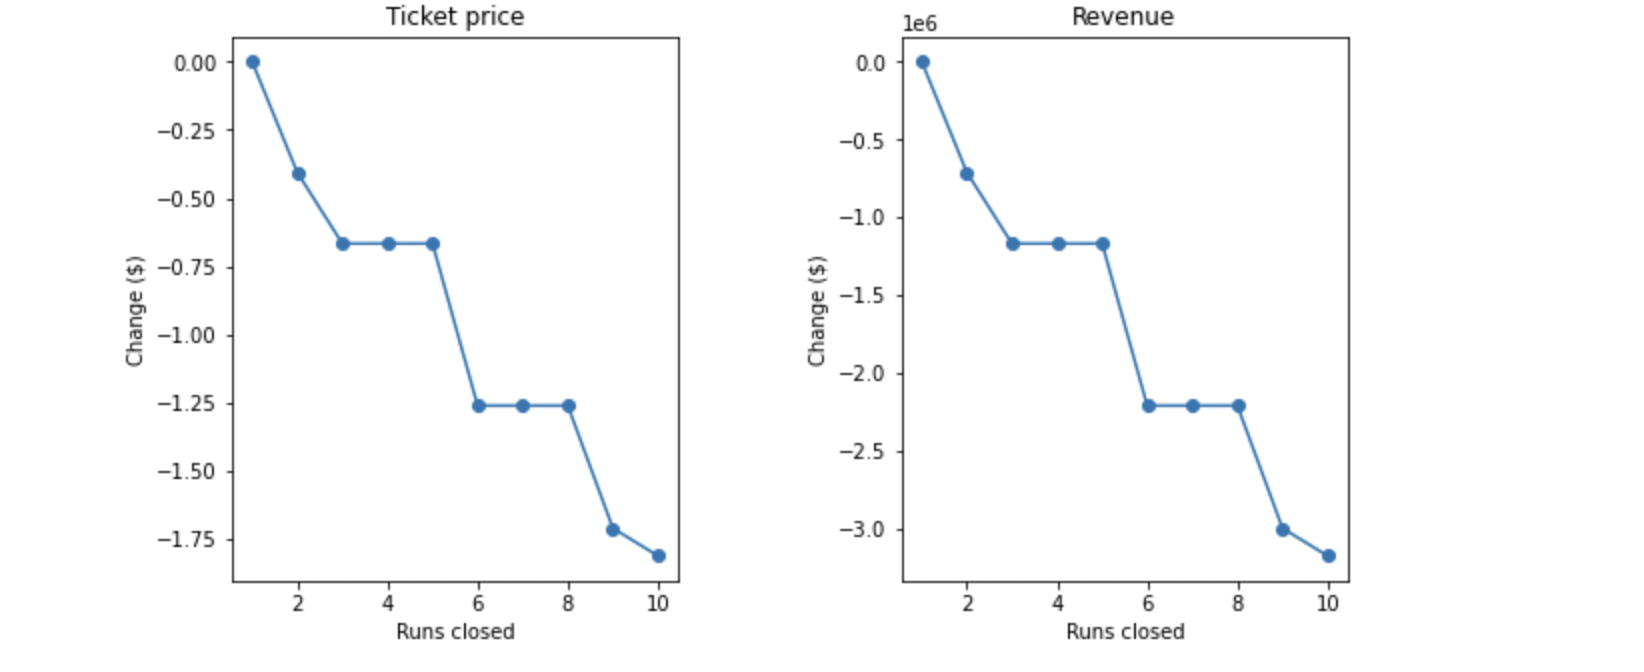 Ticket price
0.00
−0.25
−0.50
−0.75
−1.00
−1.25
−1.50
−1.75
Change ($)
2 4 6 8 10
Runs closed
Revenue
1e6
0.0
−0.5
−1.0
−1.5
−2.0
−2.5
−3.0
Change ($)
2 4 6 8 10
Runs closed